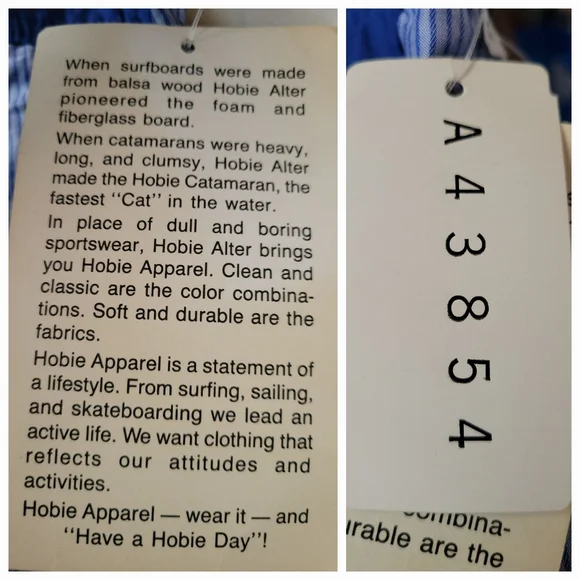 When surfboards were made
from balsa wood Hobie Alter
pioneered the foam and
fiberglass board.
When catamarans were heavy,
long, and clumsy, Hobie Alter
made the Hobie Catamaran, the
fastest "Cat" in the water.
In place of dull and boring
sportswear, Hobie Alter brings
you Hobie Apparel. Clean and
classic are the color combina-
tions. Soft and durable are the
fabrics.
Hobie Apparel is a statement of
a lifestyle. From surfing, sailing,
and skateboarding we lead an
active life. We want clothing that
reflects our attitudes and
activities.
Hobie Apparel — wear it — and
"Have a Hobie Day"!
A43854
combina-
urable are the